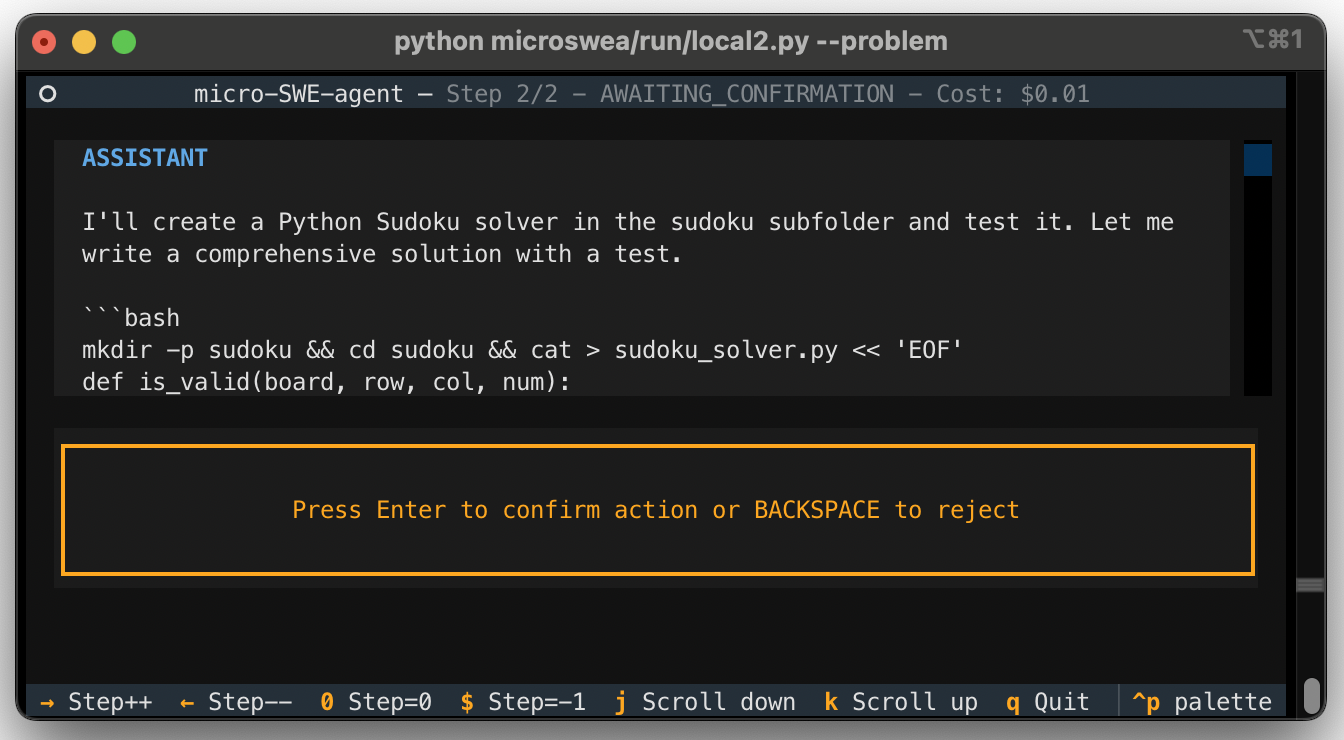 python microswea/run/local2.py --problem ⌥⌘1
micro-SWE-agent — Step 2/2 - AWAITING_CONFIRMATION - Cost: $0.01
ASSISTANT
I'll create a Python Sudoku solver in the sudoku subfolder and test it. Let me
write a comprehensive solution with a test.
```bash
mkdir -p sudoku && cd sudoku && cat > sudoku_solver.py << 'EOF'
def is_valid(board, row, col, num):
Press Enter to confirm action or BACKSPACE to reject
→ Step++ ← Step-- 0 Step=0 $ Step=-1 j Scroll down k Scroll up q Quit ^p palette